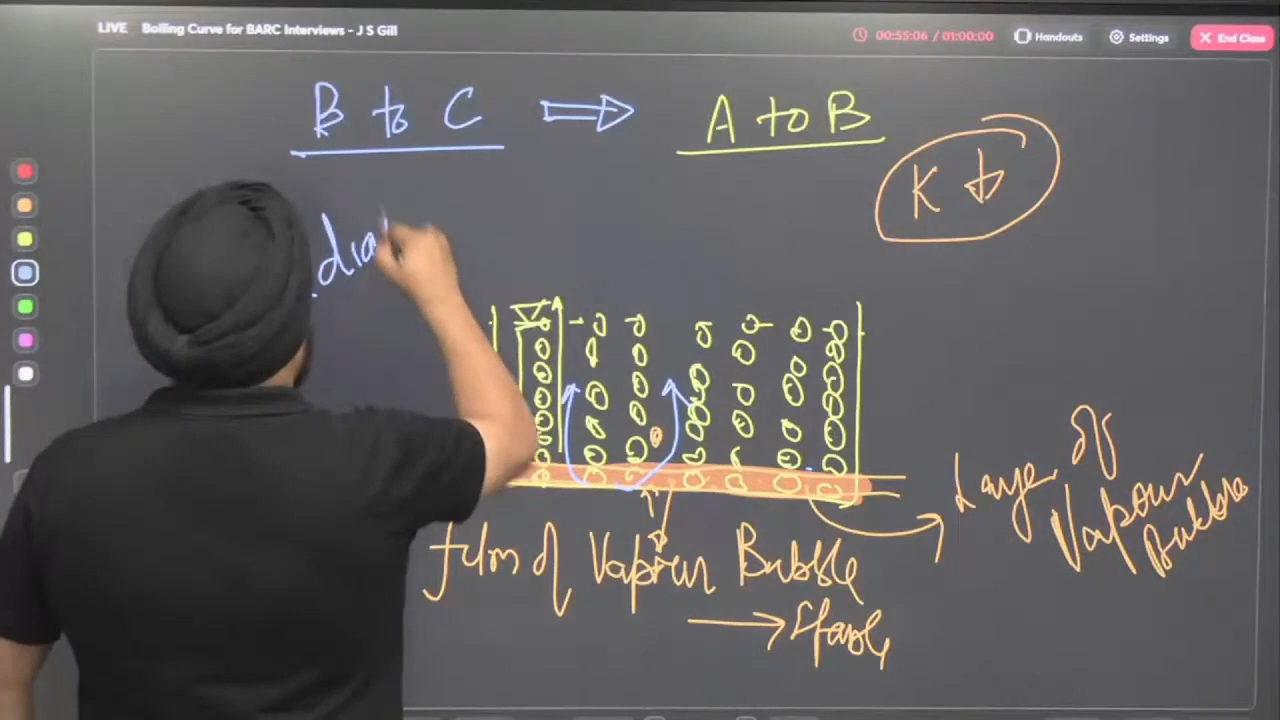 LIVE Boiling Curve for BARC Interviews - J S Gill
00:55:06 / 01:00:00 Handouts Settings End Class
B to C ⇒ A to B
K ↓
dia
Layer of
Vapour
Bubble
film of Vapour Bubble
→ Stable